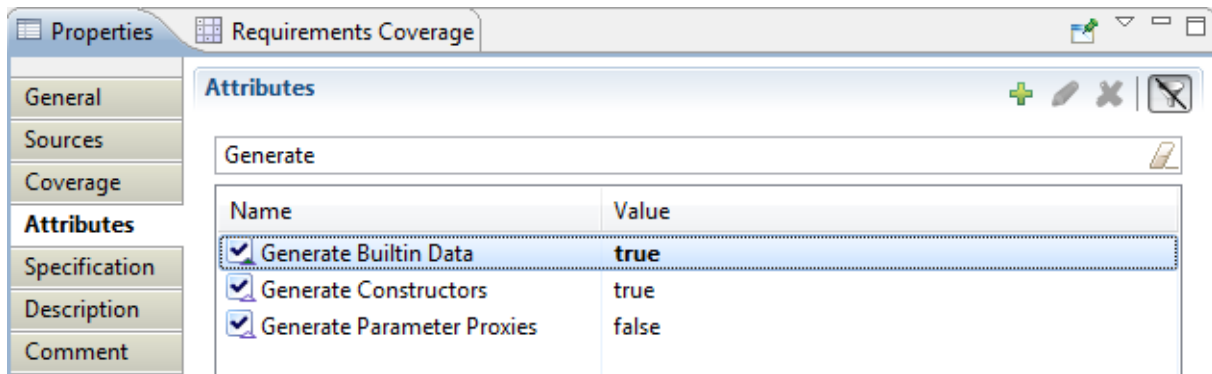 Properties
Requirements Coverage
General
Sources
Coverage
Attributes
Specification
Description
Comment
Attributes
Generate
Name Value
Generate Builtin Data true
Generate Constructors true
Generate Parameter Proxies false